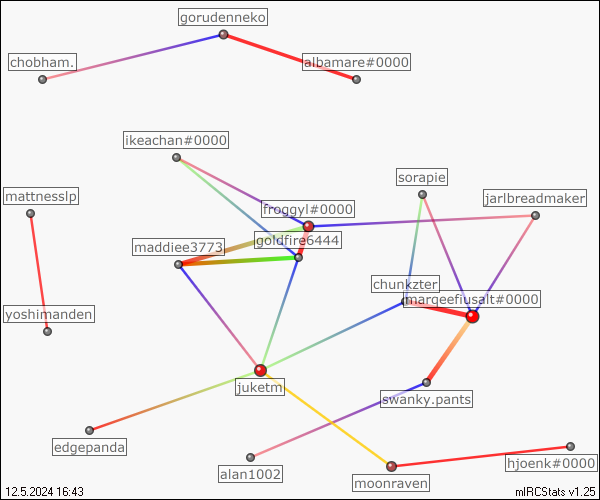 gorudenneko
chobham.
albamare#0000
ikeachan#0000
sorapie
mattnesslp
jarlbreadmaker
froggyl#0000
goldfire6444
maddiee3773
chunkzter
marqeefiusalt#0000
yoshimanden
juketm
swanky.pants
edgepanda
hjoenk#0000
alan1002
moonraven
12.5.2024 16:43
mIRCStats v1.25